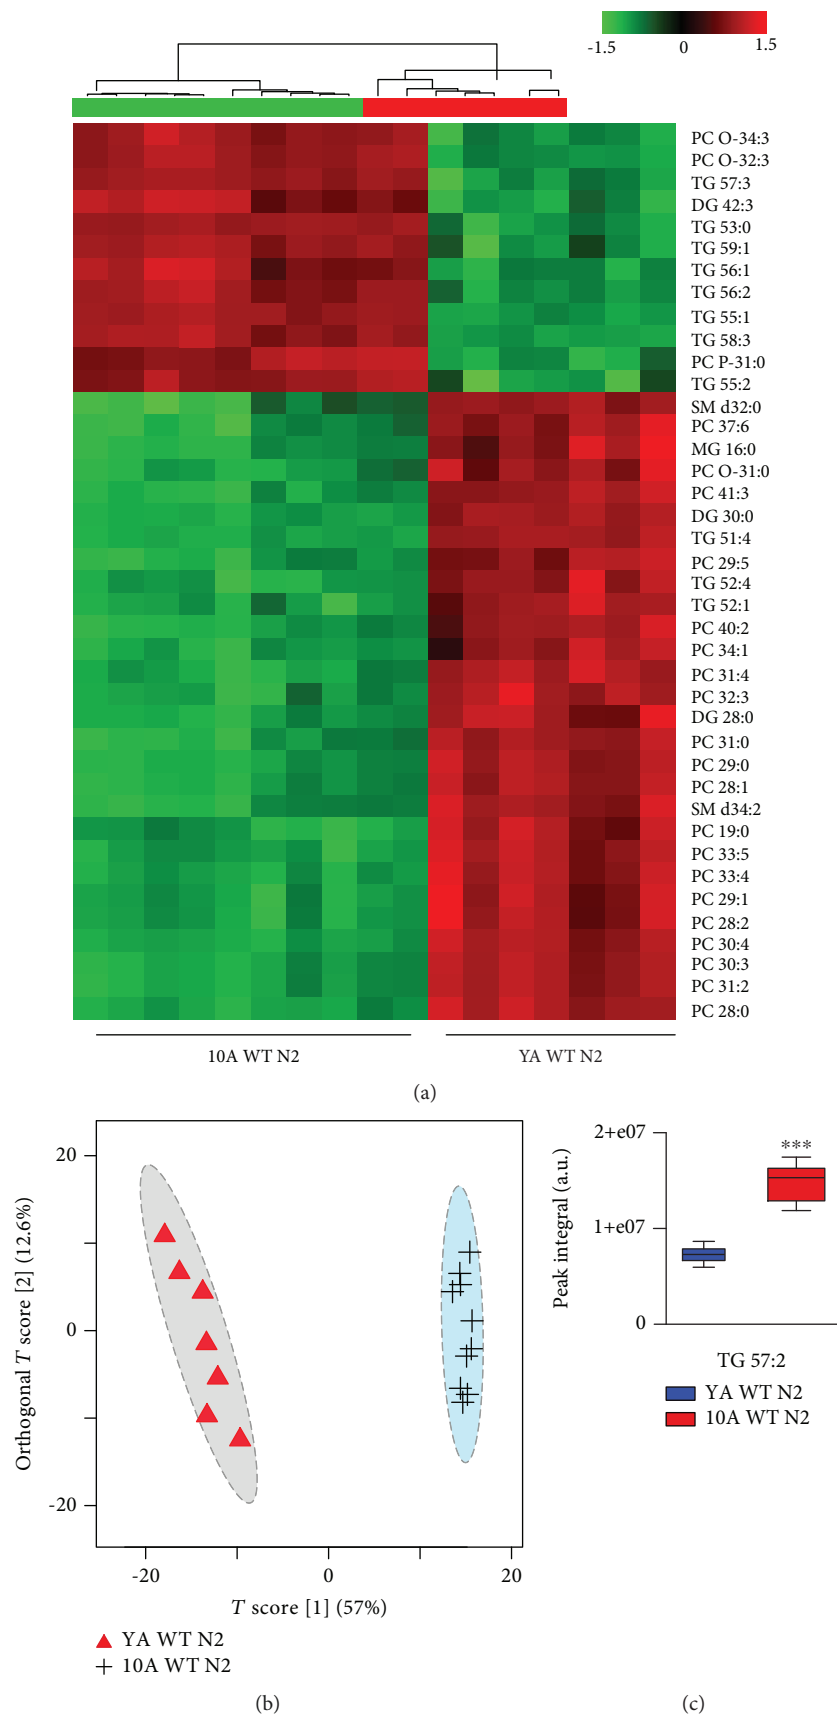 -1.5 0 1.5
PC O-34:3
PC O-32:3
TG 57:3
DG 42:3
TG 53:0
TG 59:1
TG 56:1
TG 56:2
TG 55:1
TG 58:3
PC P-31:0
TG 55:2
SM d32:0
PC 37:6
MG 16:0
PC O-31:0
PC 41:3
DG 30:0
TG 51:4
PC 29:5
TG 52:4
TG 52:1
PC 40:2
PC 34:1
PC 31:4
PC 32:3
DG 28:0
PC 31:0
PC 29:0
PC 28:1
SM d34:2
PC 19:0
PC 33:5
PC 33:4
PC 29:1
PC 28:2
PC 30:4
PC 30:3
PC 31:2
PC 28:0
10A WT N2 YA WT N2
(a)
Orthogonal T score [2] (12.6%)
20
0
-20
-20 0 20
T score [1] (57%)
YA WT N2
10A WT N2
(b)
Peak integral (a.u.)
2+e07
1+e07
0
***
TG 57:2
YA WT N2
10A WT N2
(c)